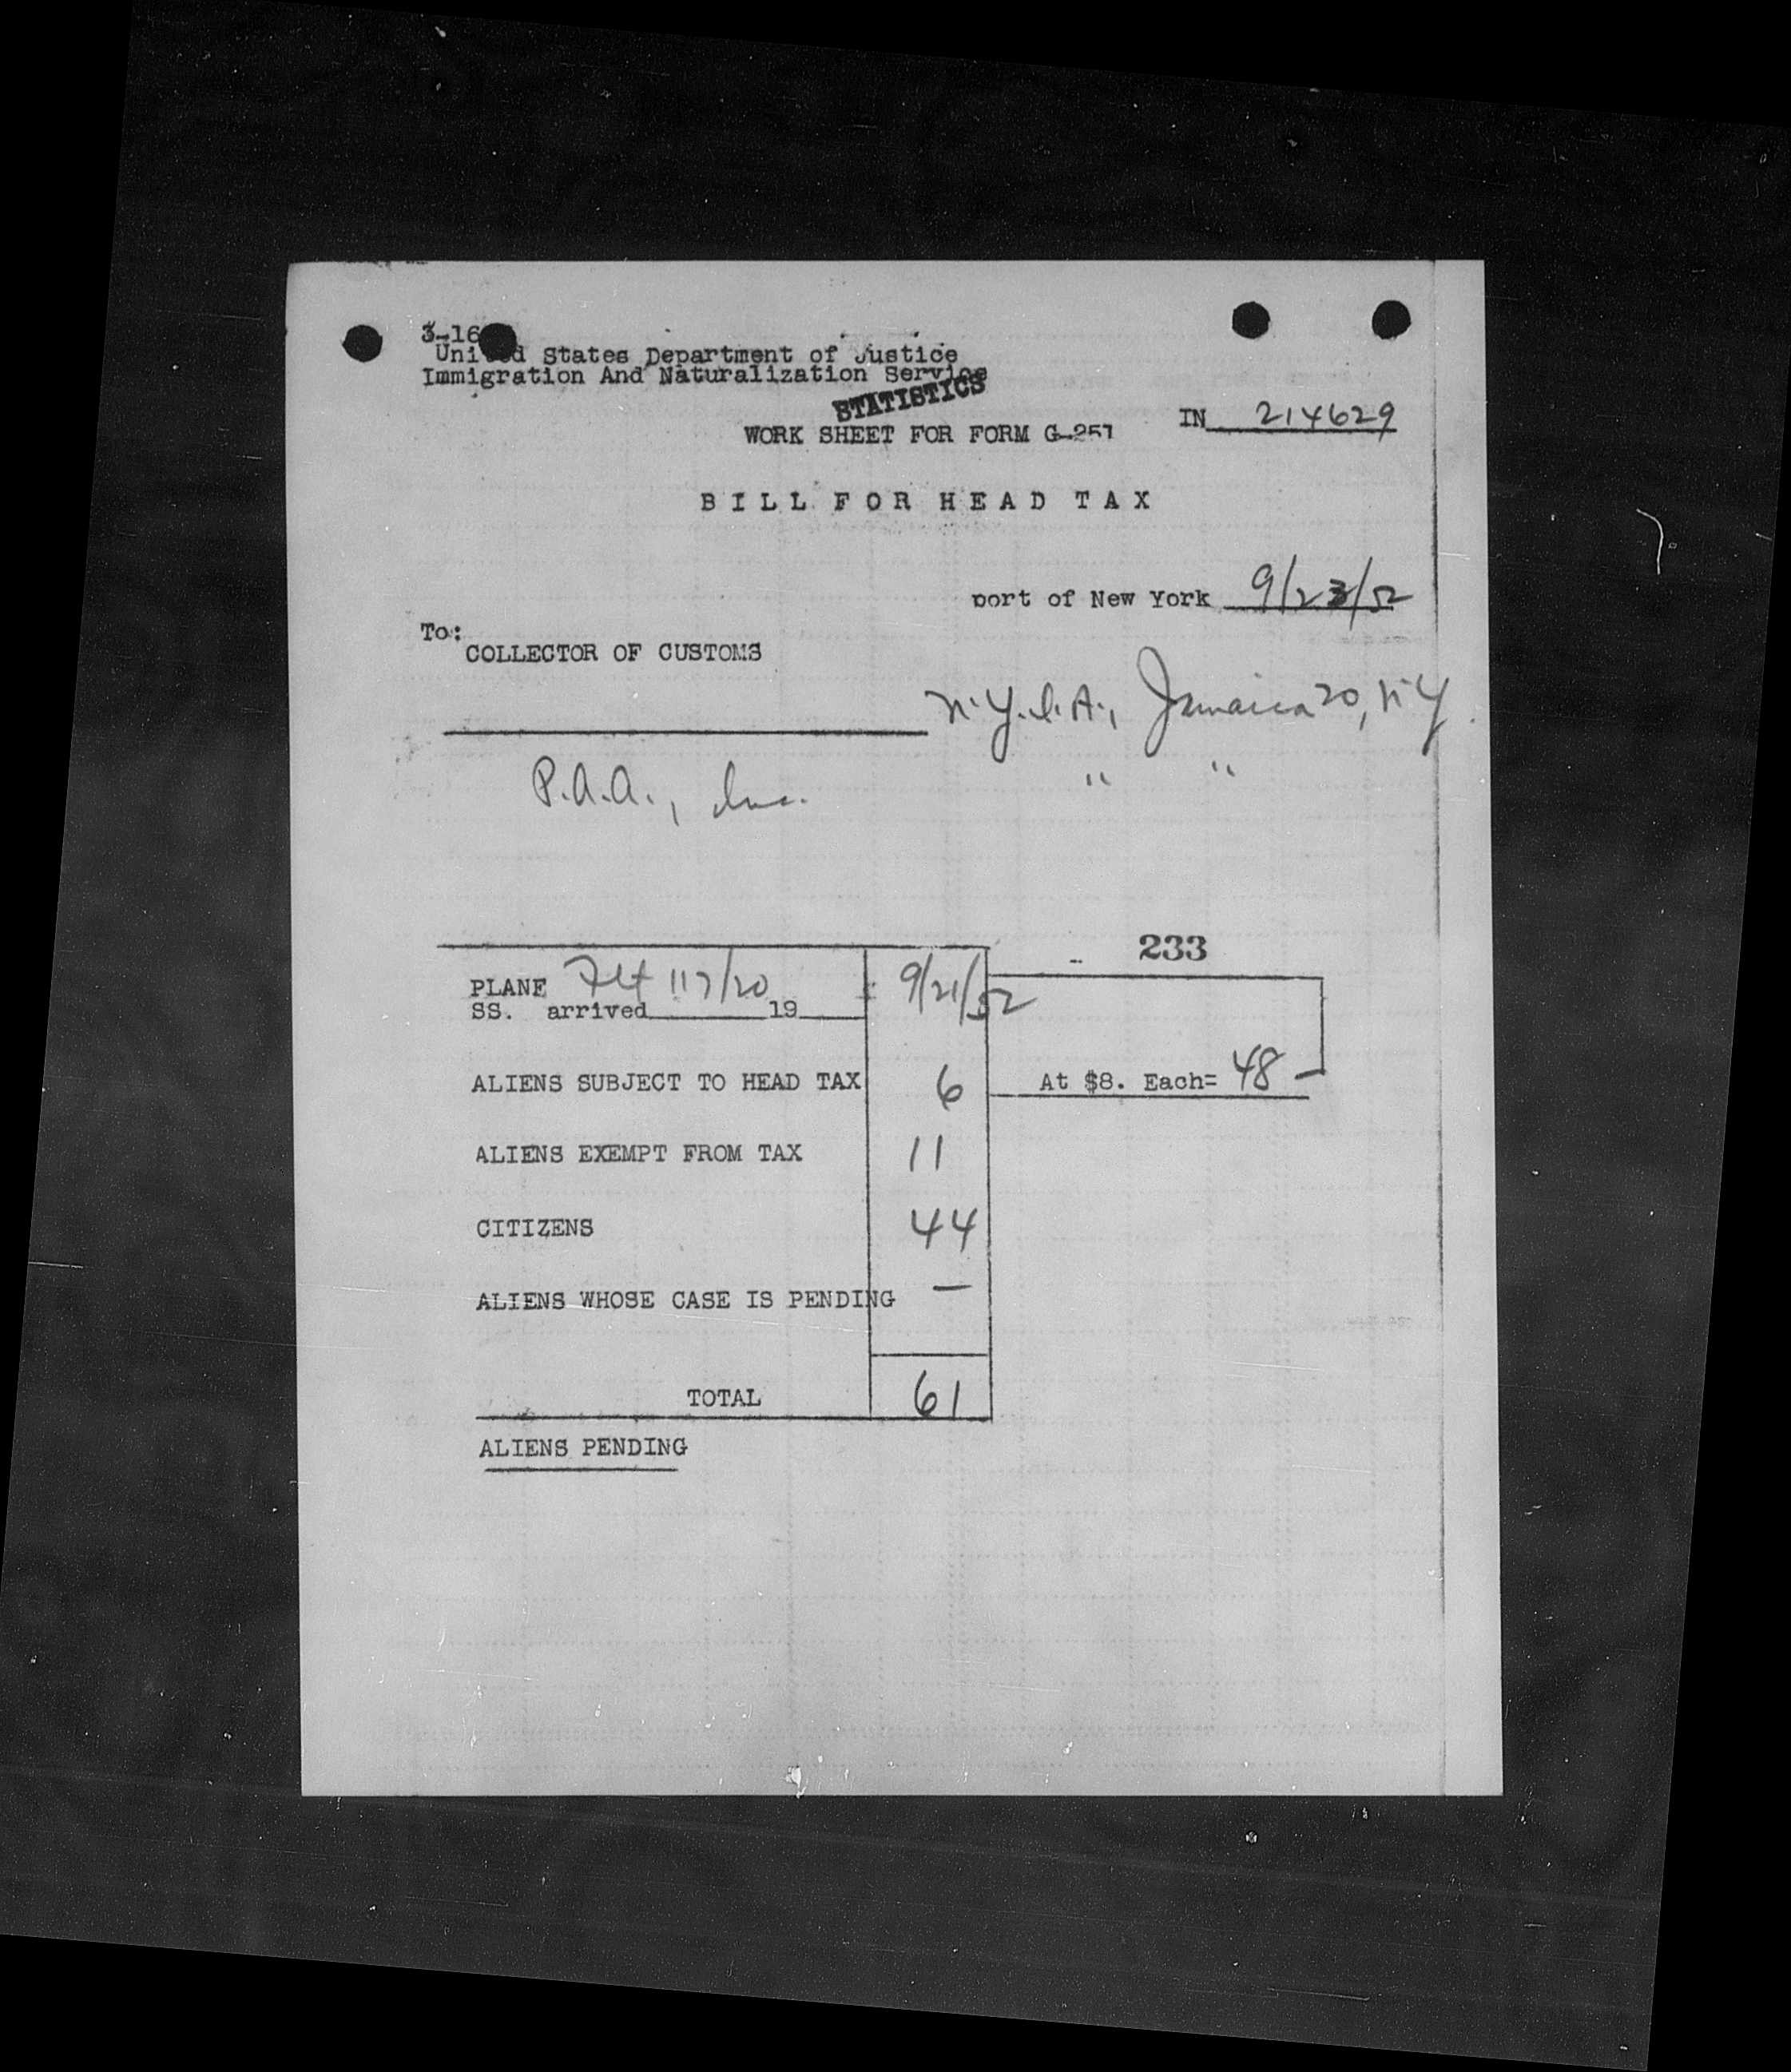 3-16
United States Department of Justice
Immigration And Naturalization Service
STATISTICS
WORK SHEET FOR FORM G-251
IN 214629
BILL FOR HEAD TAX
port of New York 9/23/52
To:
COLLECTOR OF CUSTOMS
N.Y.I.A., Jamaica 20, N.Y.
P.A.A., Inc. " "
233
PLANE Flt 117/20 9/21/52
SS. arrived 19
ALIENS SUBJECT TO HEAD TAX 6 At $8. Each= 48 —
ALIENS EXEMPT FROM TAX 11
CITIZENS 44
ALIENS WHOSE CASE IS PENDING —
TOTAL 61
ALIENS PENDING